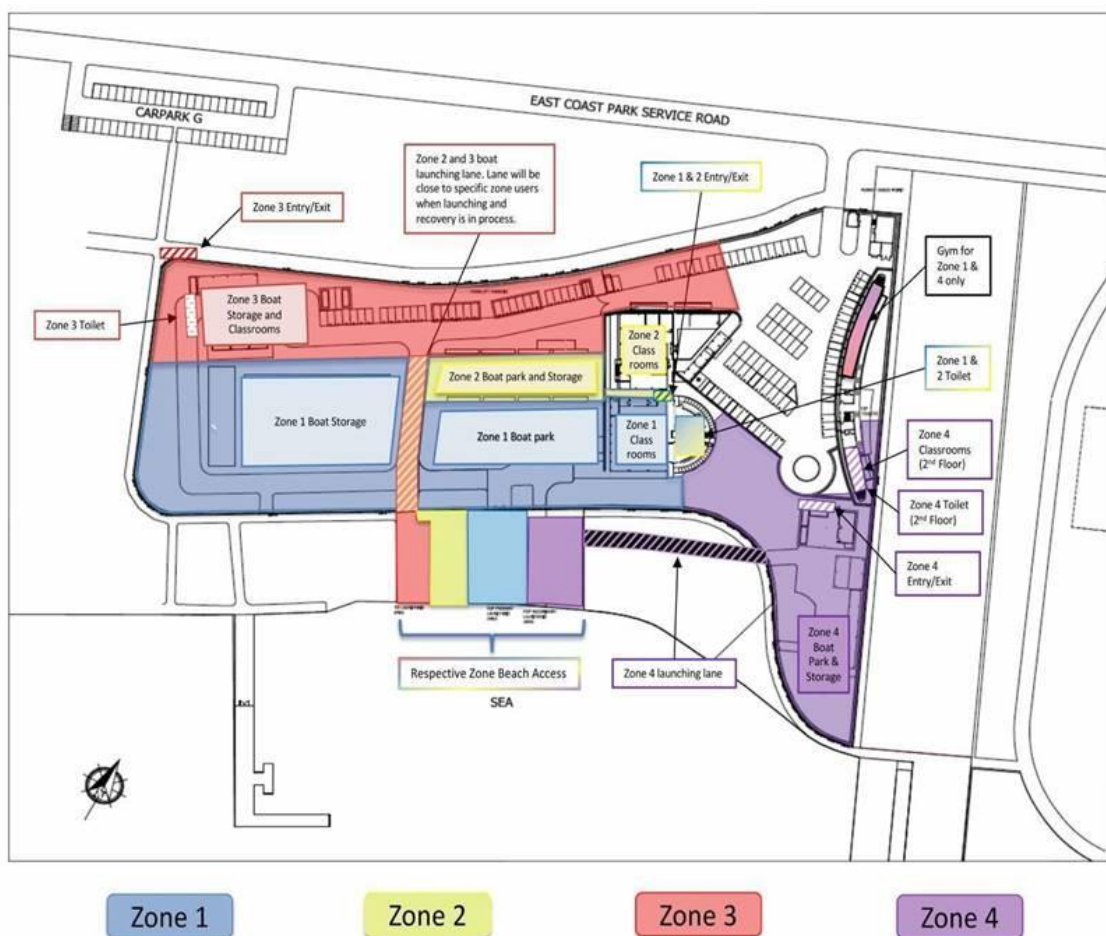 EAST COAST PARK SERVICE ROAD
CARPARK G
Zone 2 and 3 boat
launching lane. Lane will be
close to specific zone users
when launching and
recovery is in process.
Zone 1 & 2 Entry/Exit
Zone 3 Entry/Exit
Gym for
Zone 1 &
4 only
Zone 3 Boat
Storage and
Classrooms
Zone 3 Toilet
Zone 2
Class
rooms
Zone 1 &
2 Toilet
Zone 2 Boat park and Storage
Zone 1 Boat Storage
Zone 1 Boat park
Zone 1
Class
rooms
Zone 4
Classrooms
(2nd Floor)
Zone 4 Toilet
(2nd Floor)
Zone 4
Entry/Exit
Zone 4
Boat
Park &
Storage
Respective Zone Beach Access
Zone 4 launching lane
SEA
Zone 1
Zone 2
Zone 3
Zone 4